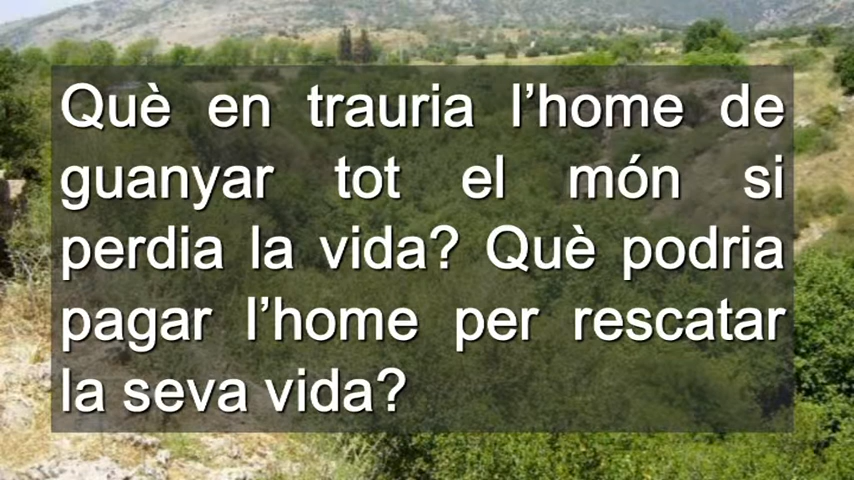 Què en trauria l’home de
guanyar tot el món si
perdia la vida? Què podria
pagar l’home per rescatar
la seva vida?